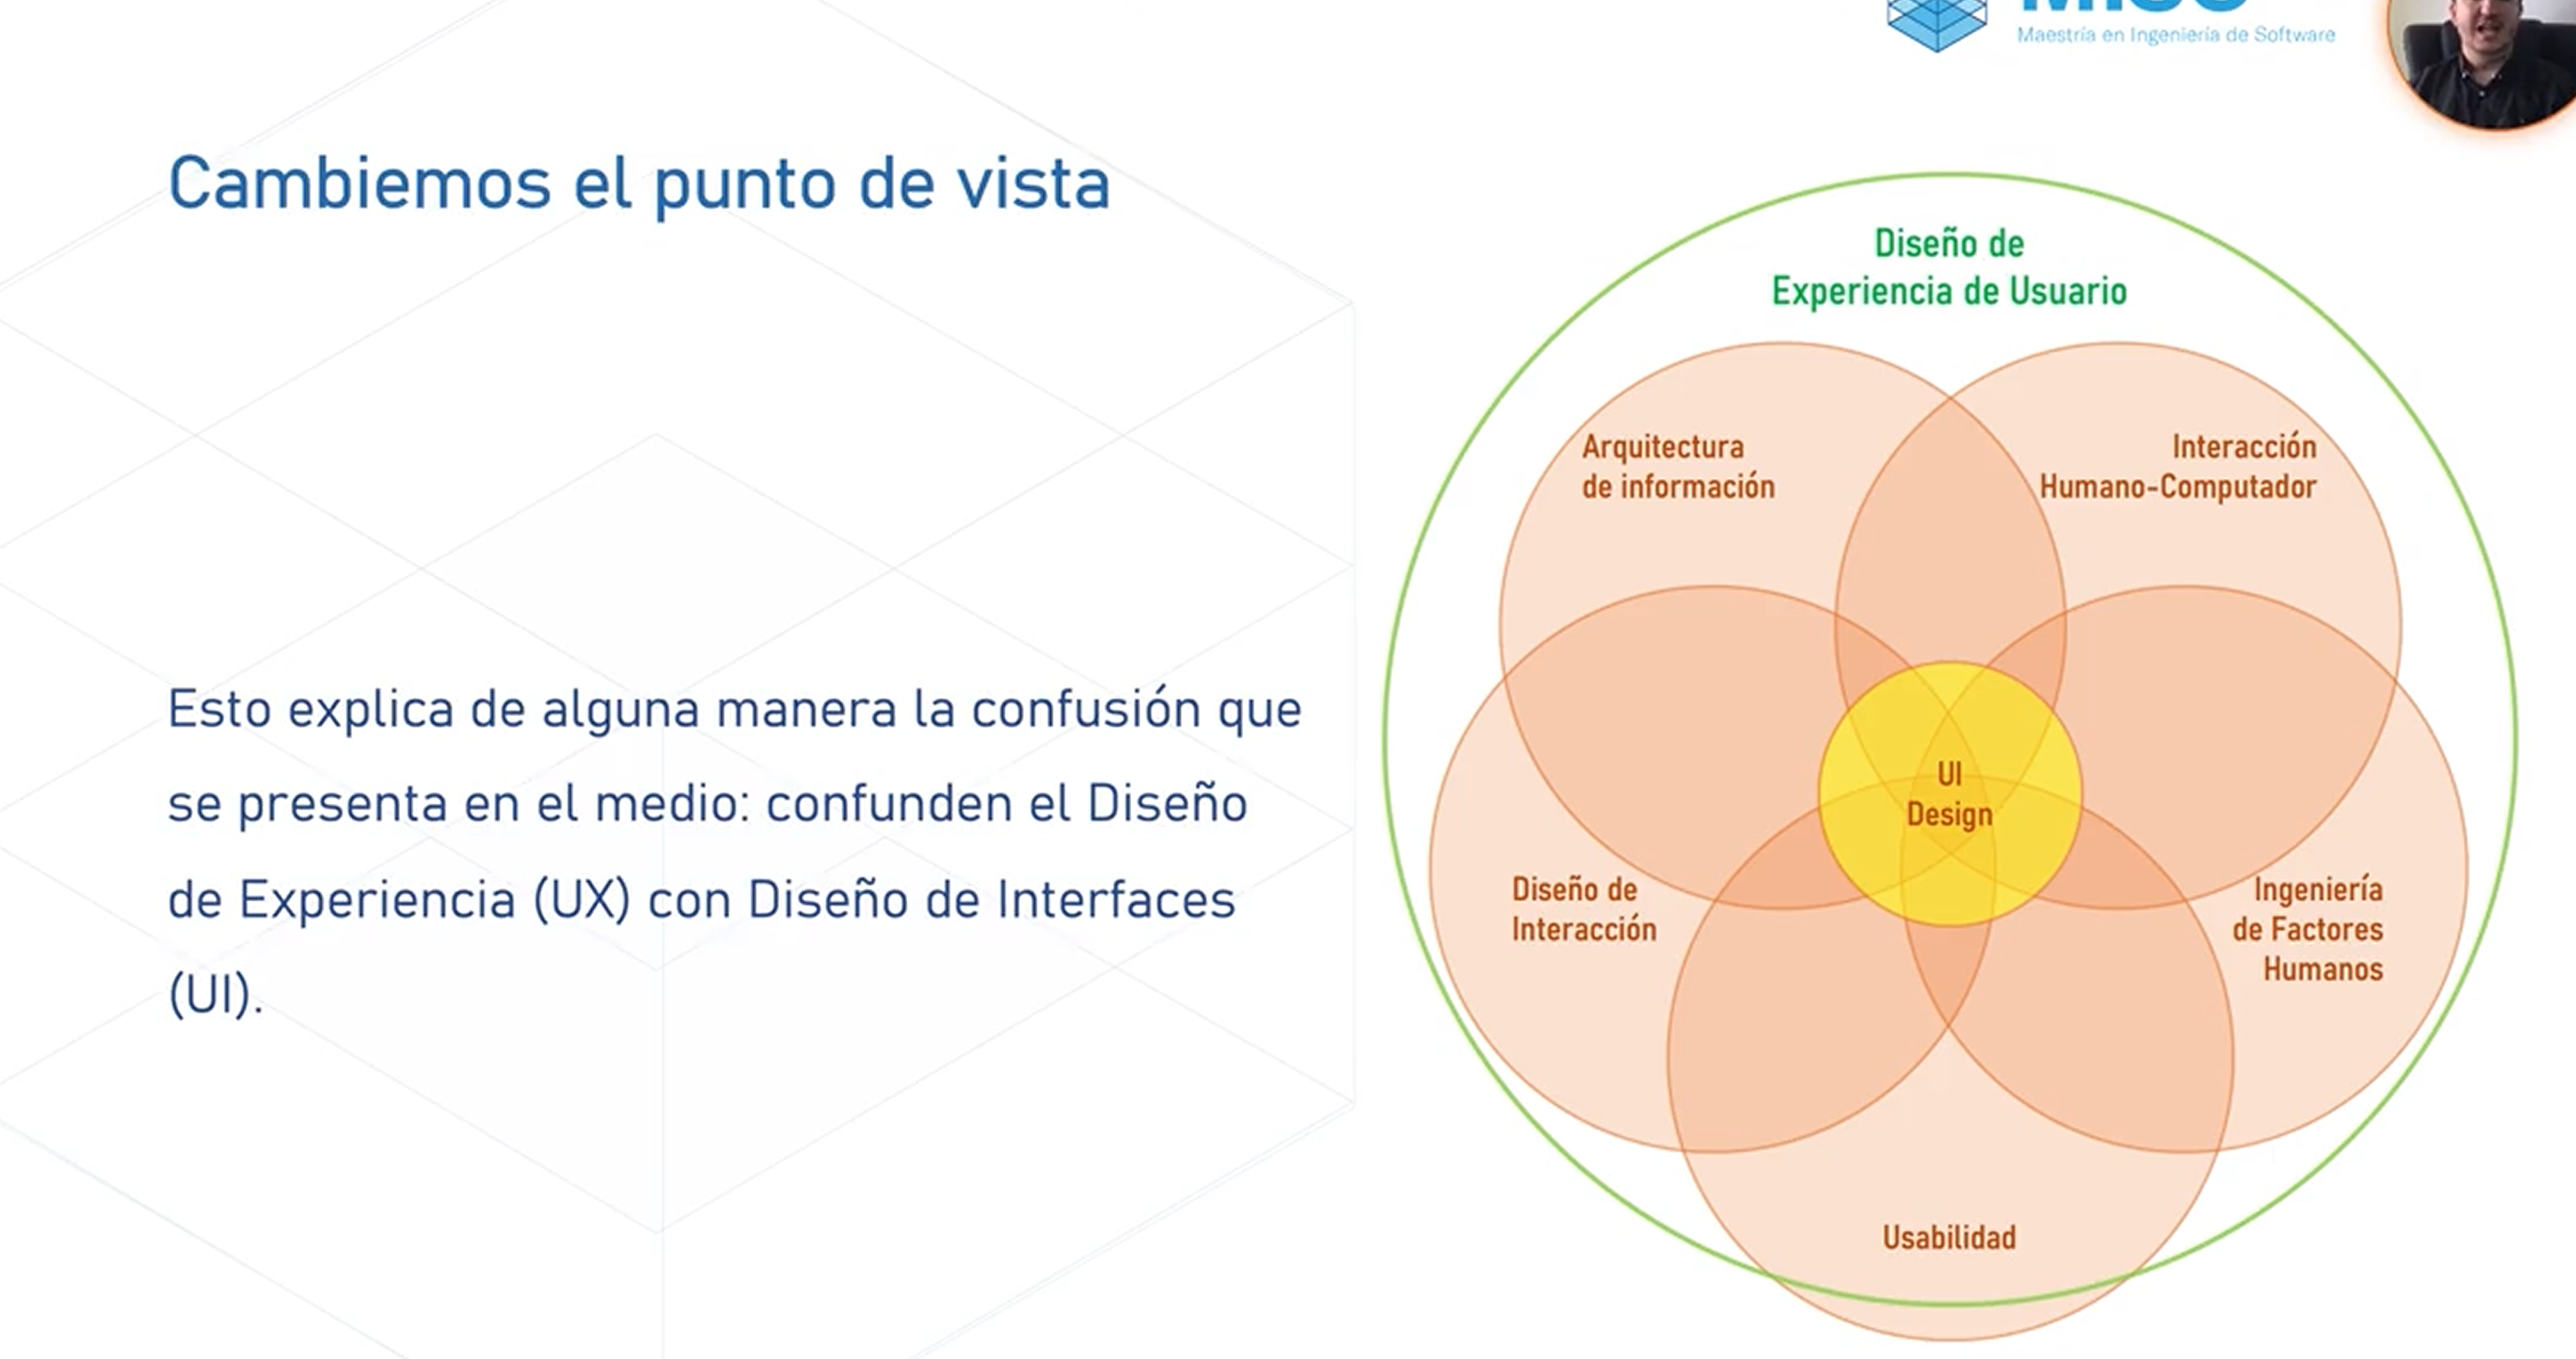 Maestría en Ingeniería de Software
Cambiemos el punto de vista
Esto explica de alguna manera la confusión que
se presenta en el medio: confunden el Diseño
de Experiencia (UX) con Diseño de Interfaces
(UI).
Diseño de
Experiencia de Usuario
Arquitectura
de información
Interacción
Humano-Computador
UI
Design
Diseño de
Interacción
Ingeniería
de Factores
Humanos
Usabilidad